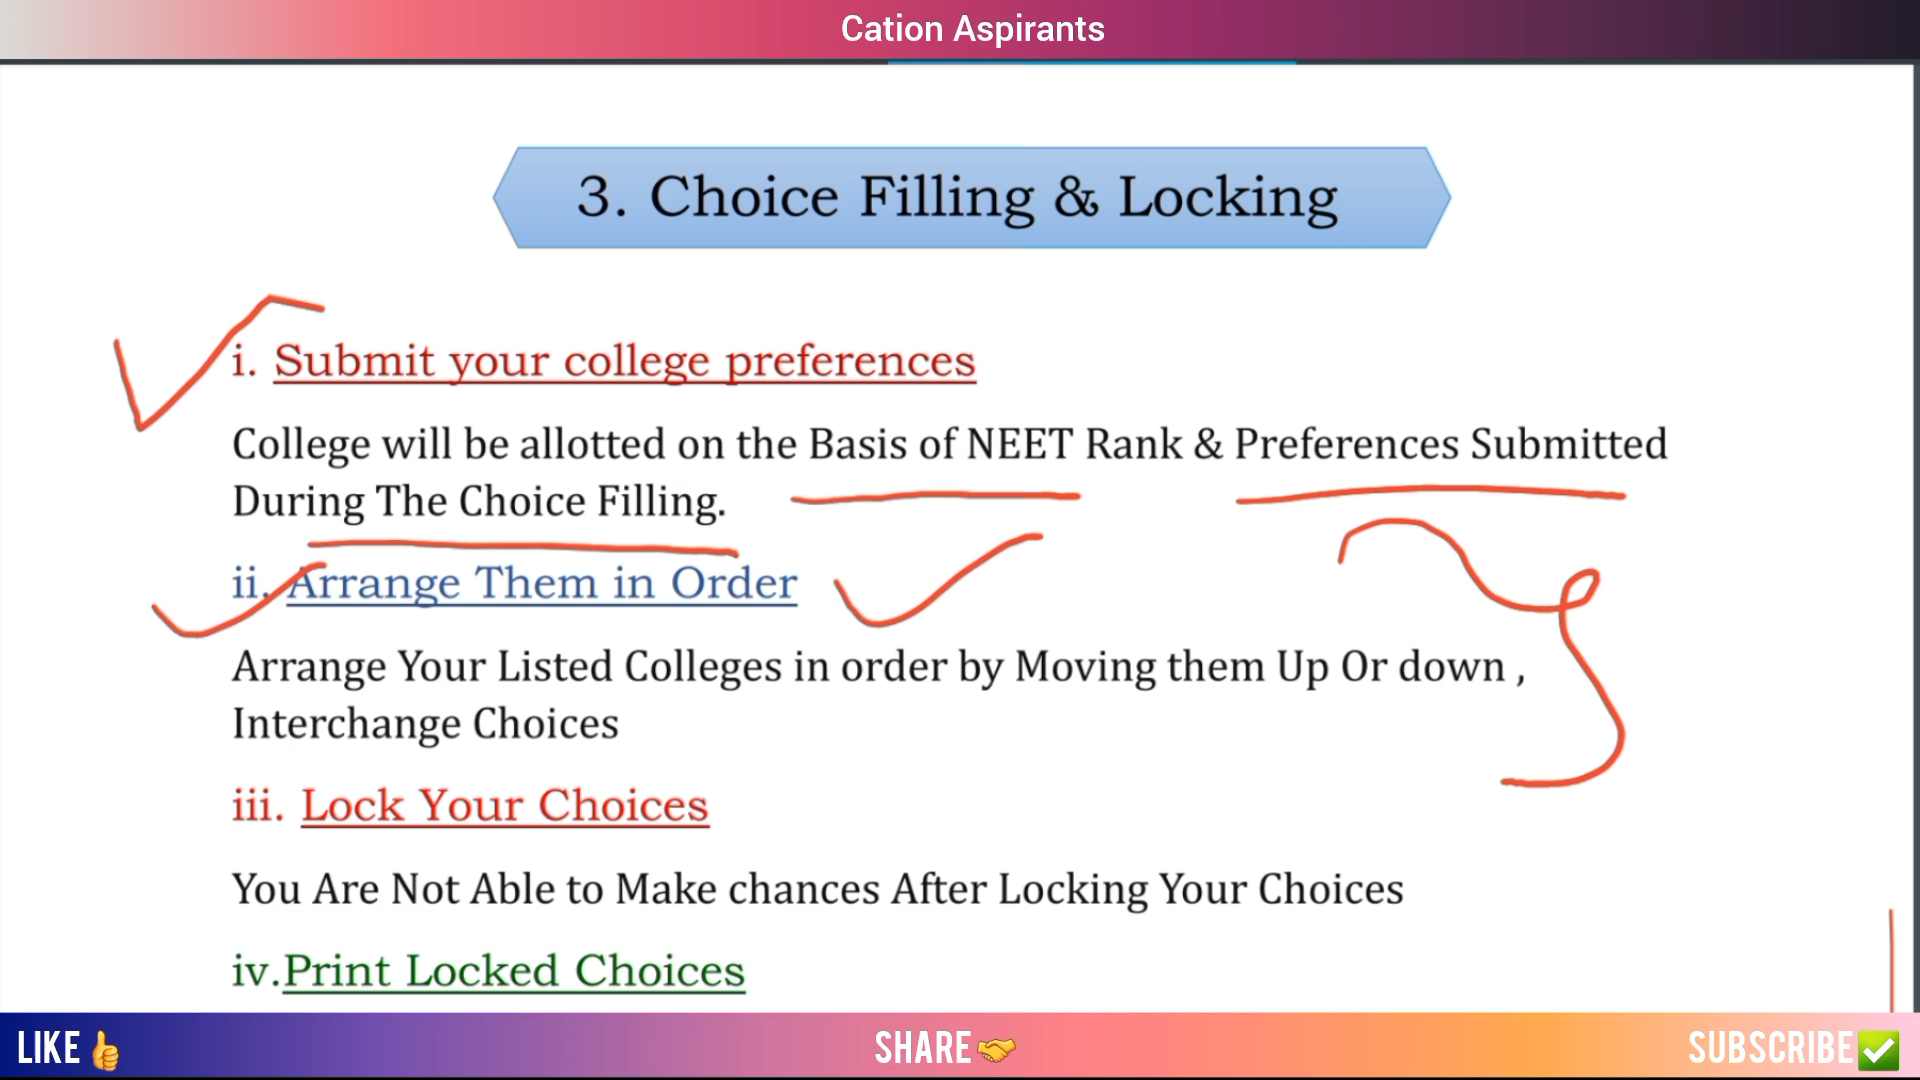 Cation Aspirants
3. Choice Filling & Locking
i. Submit your college preferences
College will be allotted on the Basis of NEET Rank & Preferences Submitted
During The Choice Filling.
ii. Arrange Them in Order
Arrange Your Listed Colleges in order by Moving them Up Or down ,
Interchange Choices
iii. Lock Your Choices
You Are Not Able to Make chances After Locking Your Choices
iv.Print Locked Choices
LIKE👍 SHARE🤝 SUBSCRIBE✅